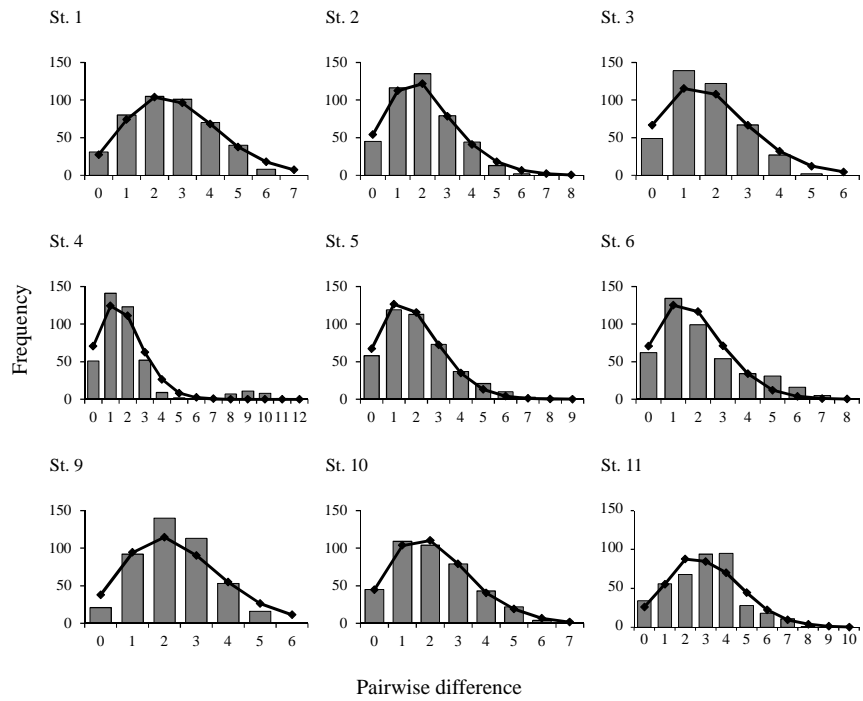 St. 1
St. 2
St. 3
150
100
50
0
0 1 2 3 4 5 6 7
150
100
50
0
0 1 2 3 4 5 6 7 8
150
100
50
0
0 1 2 3 4 5 6
St. 4
St. 5
St. 6
Frequency
150
100
50
0
0 1 2 3 4 5 6 7 8 9 10 11 12
150
100
50
0
0 1 2 3 4 5 6 7 8 9
150
100
50
0
0 1 2 3 4 5 6 7 8
St. 9
St. 10
St. 11
150
100
50
0
0 1 2 3 4 5 6
150
100
50
0
0 1 2 3 4 5 6 7
150
100
50
0
0 1 2 3 4 5 6 7 8 9 10
Pairwise difference